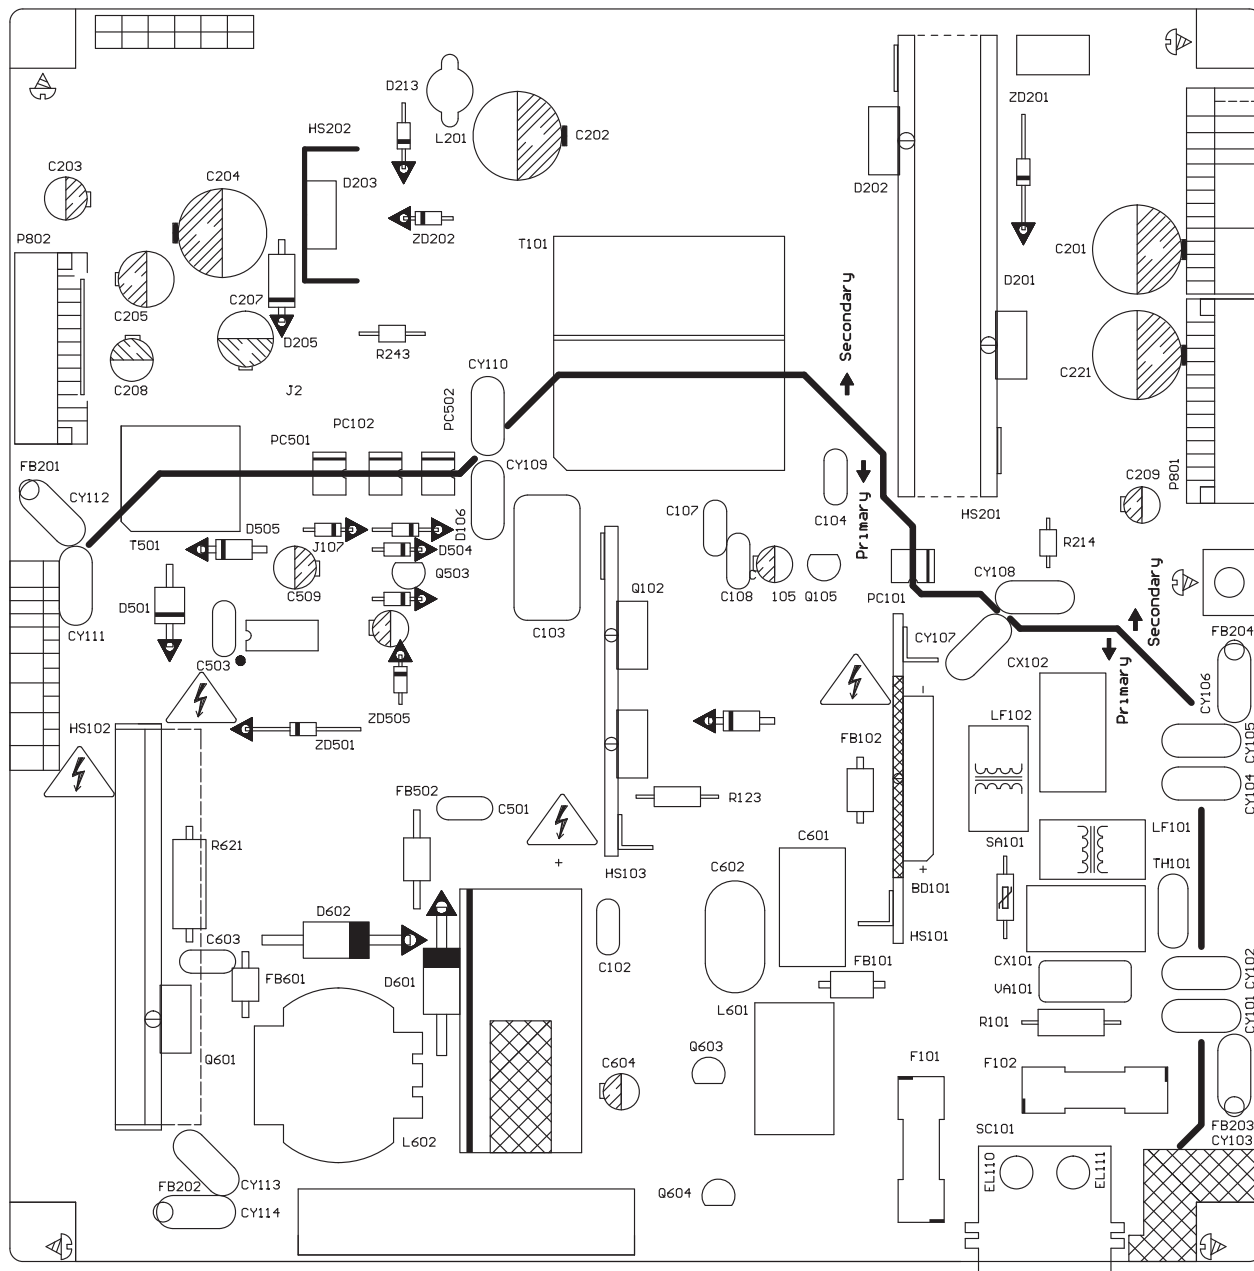 D213
L201
C202
HS202
D203
C203
C204
ZD202
P802
C205
C207
D205
C208
R243
J2
T101
Secondary
ZD201
D202
C201
D201
C221
CY110
PC502
PC102
PC501
CY109
FB201
CY112
T501
D505
J107
D106
D504
Q503
C509
D501
CY111
C503
C103
Q102
C107
C108
105
C
Q105
C104
Primary
PC101
HS201
C209
P801
R214
CY108
CY107
CX102
Secondary
Primary
FB204
CY106
CY105
CY104
HS102
ZD505
ZD501
LF102
FB102
-
SA101
LF101
TH101
FB502
C501
R123
+
HS103
C601
C602
+
BD101
HS101
R621
D602
C603
D601
FB601
C102
FB101
CX101
VA101
CY102
CY101
R101
L601
Q601
C604
Q603
F101
F102
SC101
FB203
CY103
L602
EL110
EL111
FB202
CY113
CY114
Q604